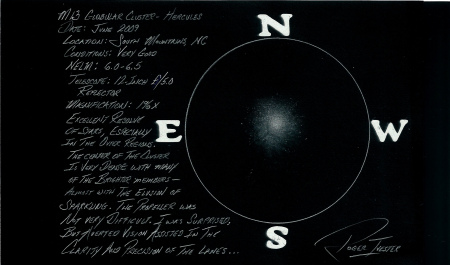 M13 Globular Cluster - Hercules
Date: June 2009
Location: South Mountains, NC
Conditions: Very Good
NELM: 6.0-6.5
Telescope: 12-inch f/5.0
Reflector
Magnification: 196x
Excellent Resolve
of Stars, Especially
In The Outer Regions.
The center of The Cluster
Is Very Dense with many
of The Brighter members -
Almost with The Elusion of
Sparkling. The Propeller was
Not Very Difficult. I was Surprised,
But Averted Vision Assisted In The
Clarity And Precision of The Lanes...
N
E
W
S
Roger Ivester